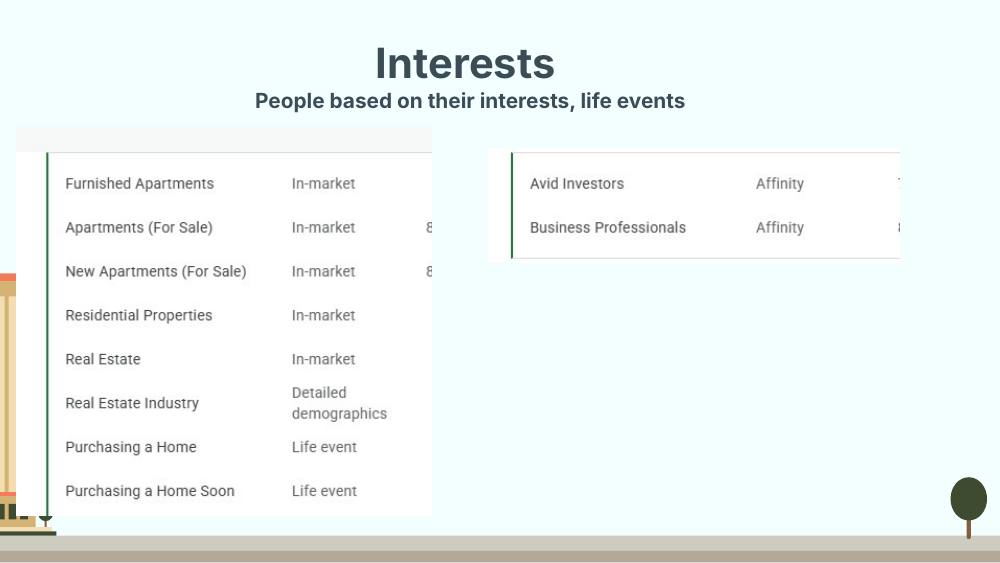 Interests
People based on their interests, life events
Furnished Apartments In-market
Apartments (For Sale) In-market
New Apartments (For Sale) In-market
Residential Properties In-market
Real Estate In-market
Real Estate Industry Detailed
demographics
Purchasing a Home Life event
Purchasing a Home Soon Life event
Avid Investors Affinity
Business Professionals Affinity